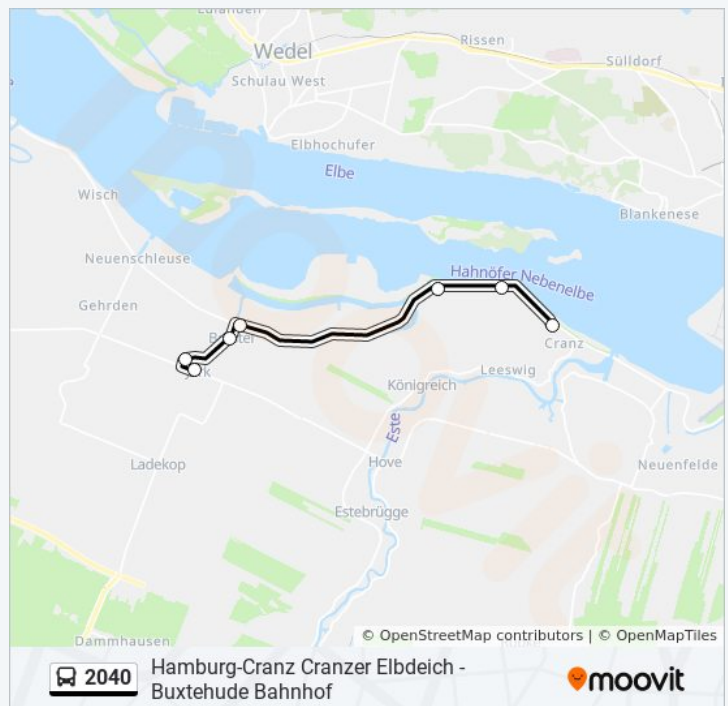 Luranden
Wedel
Rissen
Sülldorf
Schulau West
Elbhochufer
Elbe
Wisch
Blankenese
Neuenschleuse
Hahnöfer Nebenelbe
Gehrden
Cranz
Leeswig
Königreich
Este
Hove
Ladekop
Neuenfelde
Estebrügge
© OpenStreetMap contributors | © OpenMapTiles
Dammhausen
2040 Hamburg-Cranz Cranzer Elbdeich -
Buxtehude Bahnhof
moovit